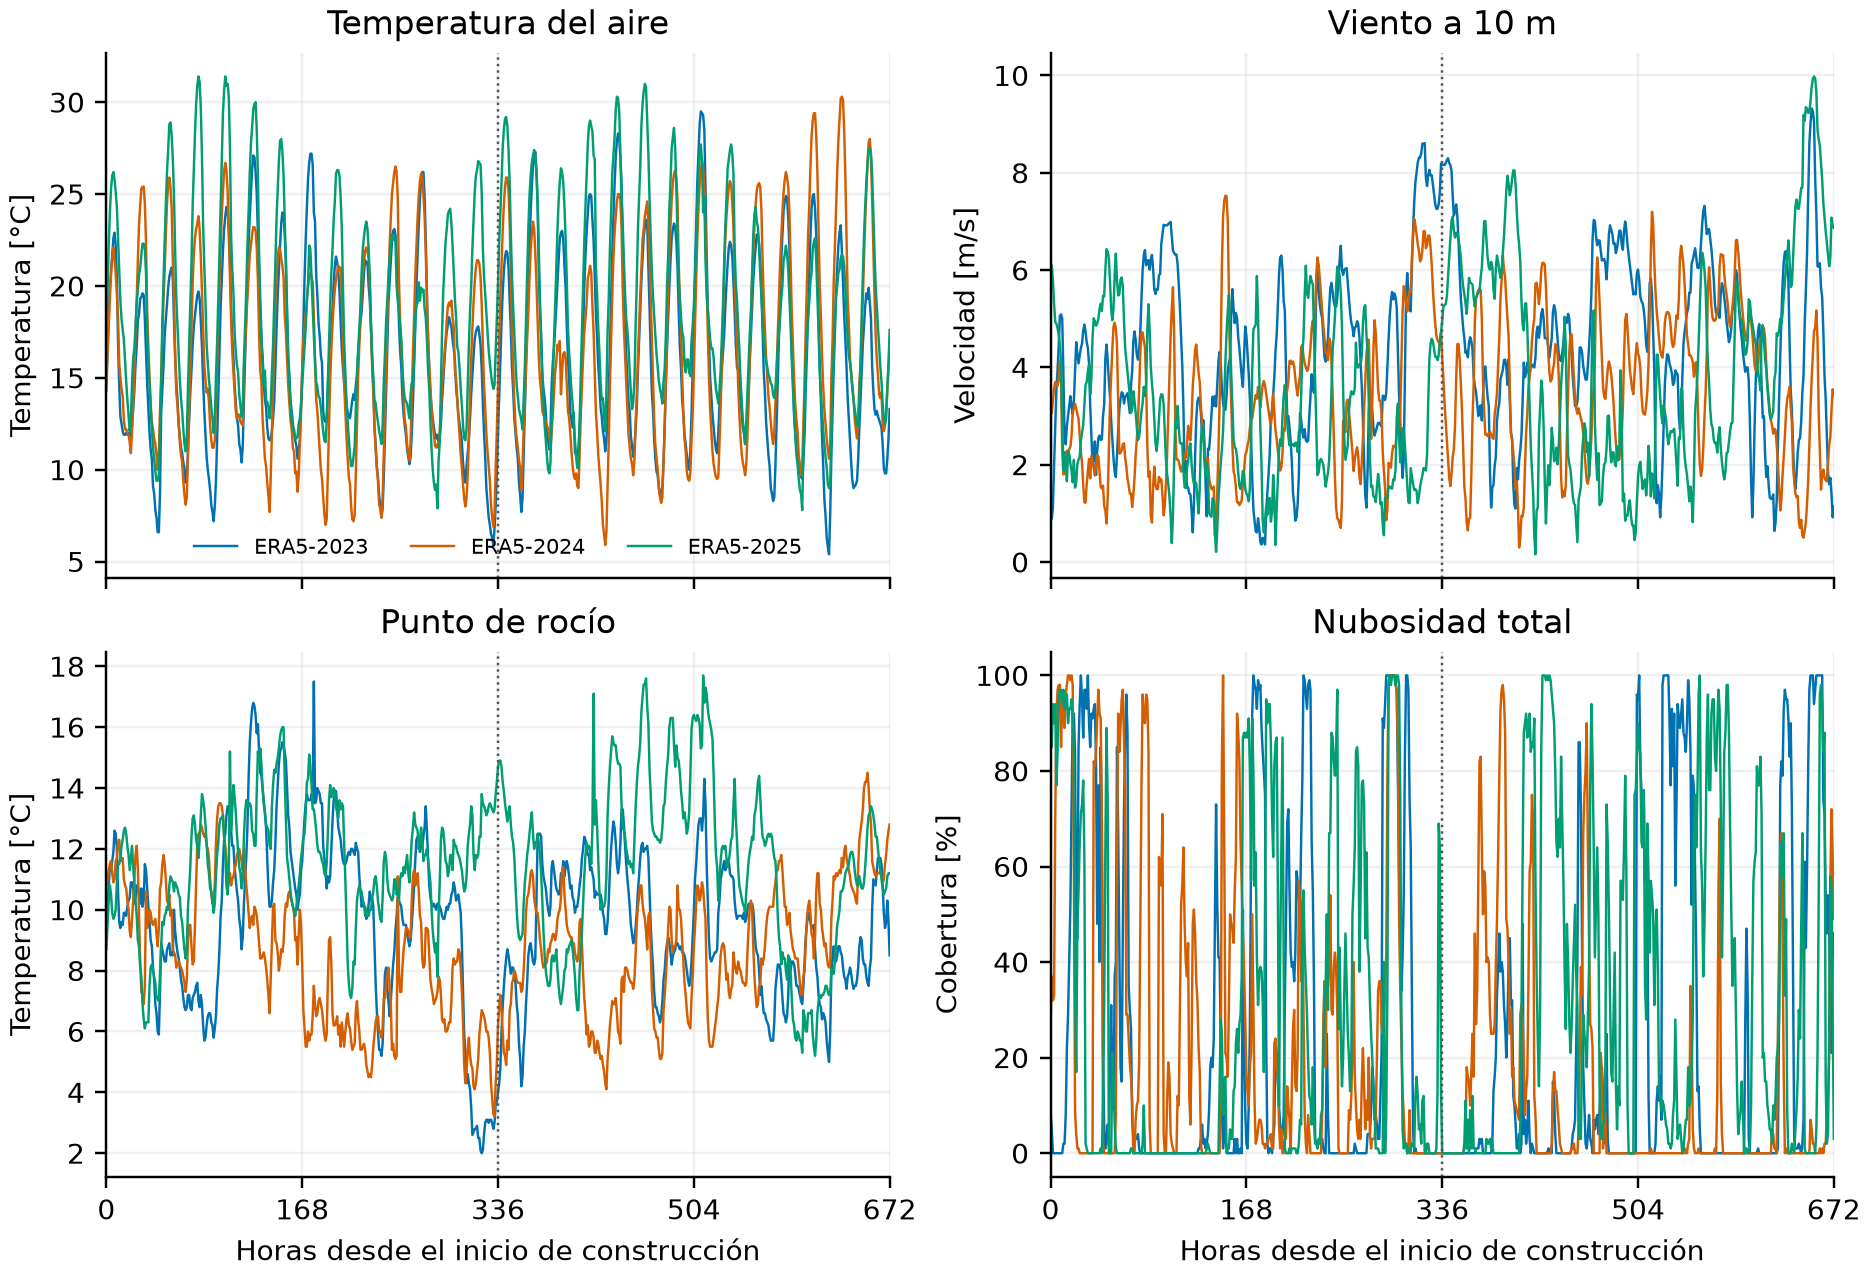 Temperatura del aire
Temperatura [°C]
30
25
20
15
10
5
ERA5-2023 ERA5-2024 ERA5-2025
Viento a 10 m
Velocidad [m/s]
10
8
6
4
2
0
Punto de rocío
Temperatura [°C]
18
16
14
12
10
8
6
4
2
0 168 336 504 672
Horas desde el inicio de construcción
Nubosidad total
Cobertura [%]
100
80
60
40
20
0
0 168 336 504 672
Horas desde el inicio de construcción